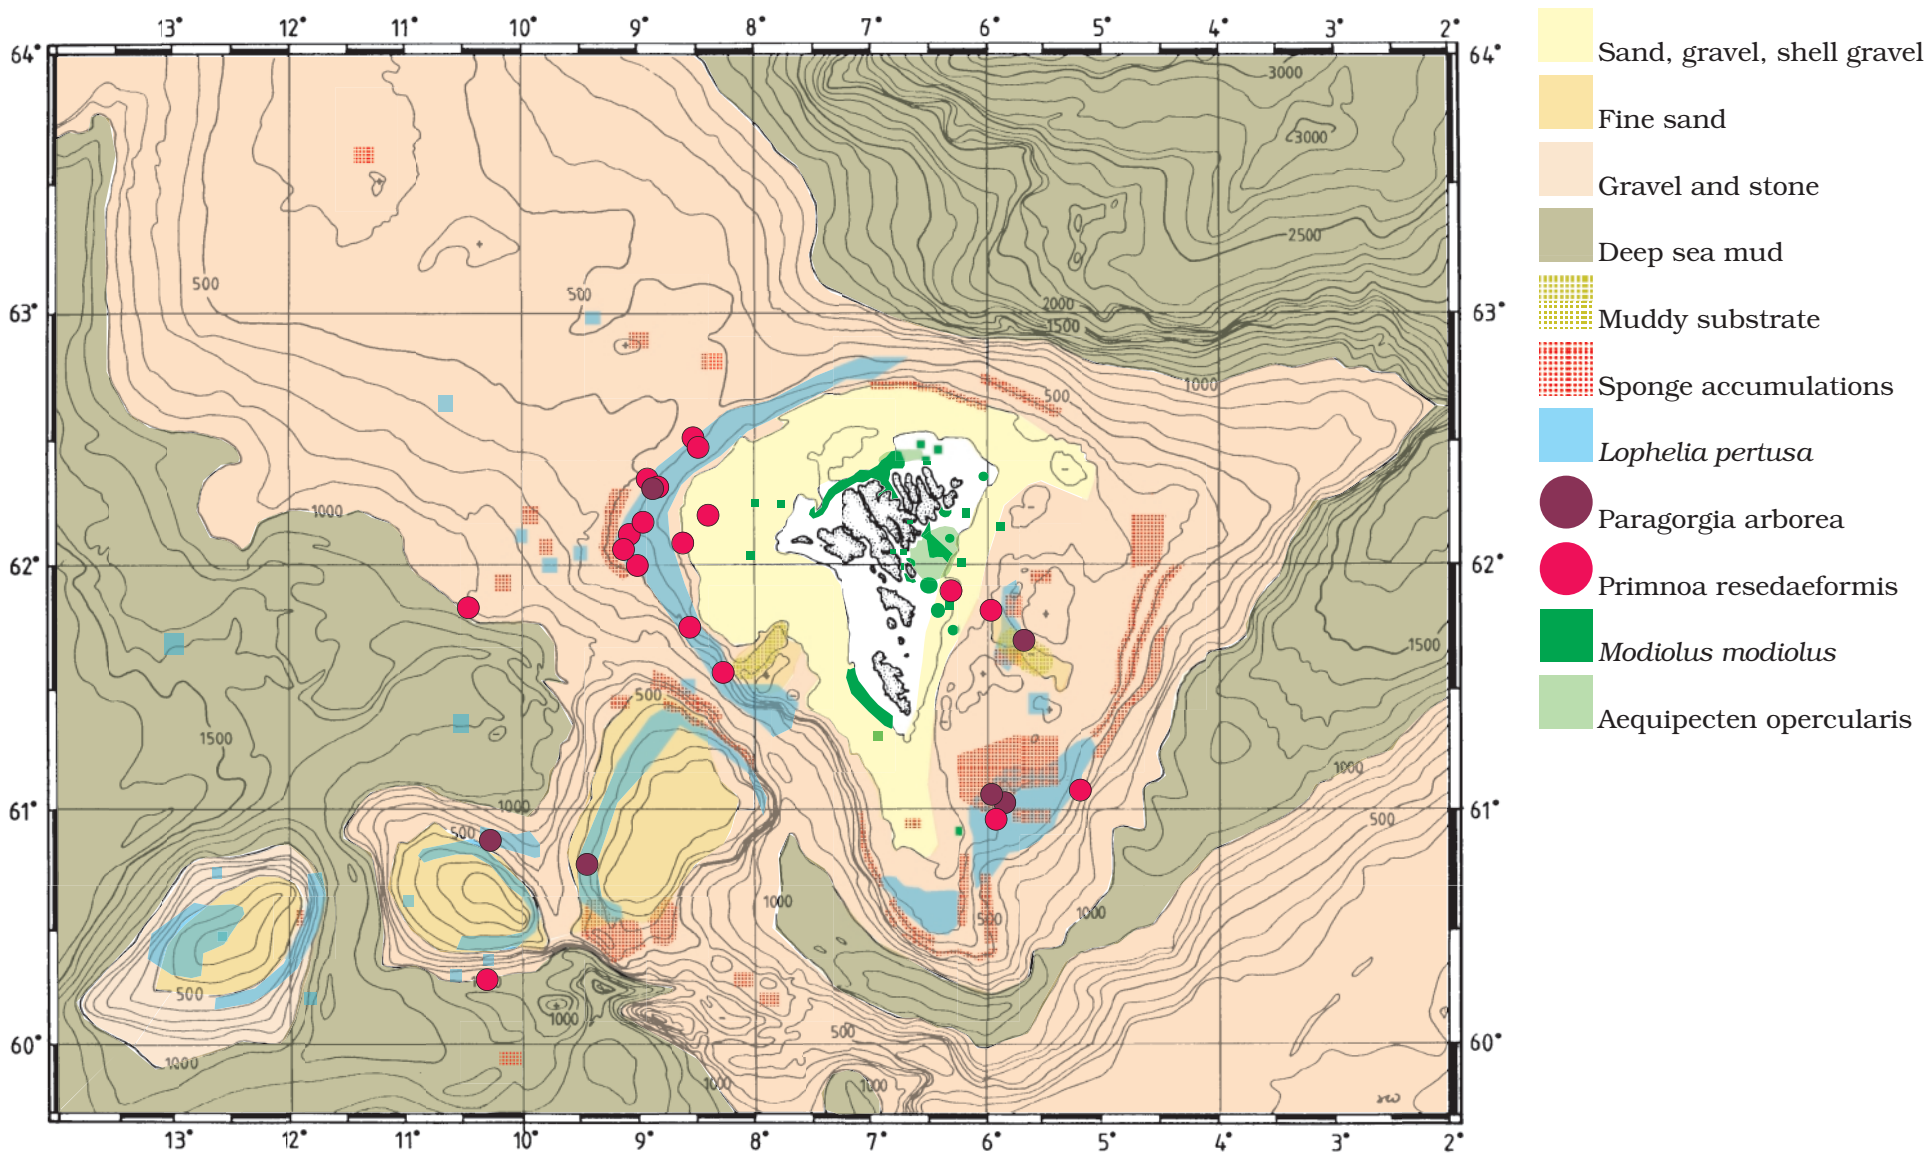 13° 12° 11° 10° 9° 8° 7° 6° 5° 4° 3° 2°
64° 64°
3000
3000
2500
500
500
2000
63° 63°
1500
1000
500
1000
62° 62°
1500
500
1500
1000
61° 1000 61°
500
500
1000
500
1000
500
1000
500
60° 60°
1000
1000
1000
13° 12° 11° 10° 9° 8° 7° 6° 5° 4° 3° 2°
Sand, gravel, shell gravel
Fine sand
Gravel and stone
Deep sea mud
Muddy substrate
Sponge accumulations
Lophelia pertusa
Paragorgia arborea
Primnoa resedaeformis
Modiolus modiolus
Aequipecten opercularis